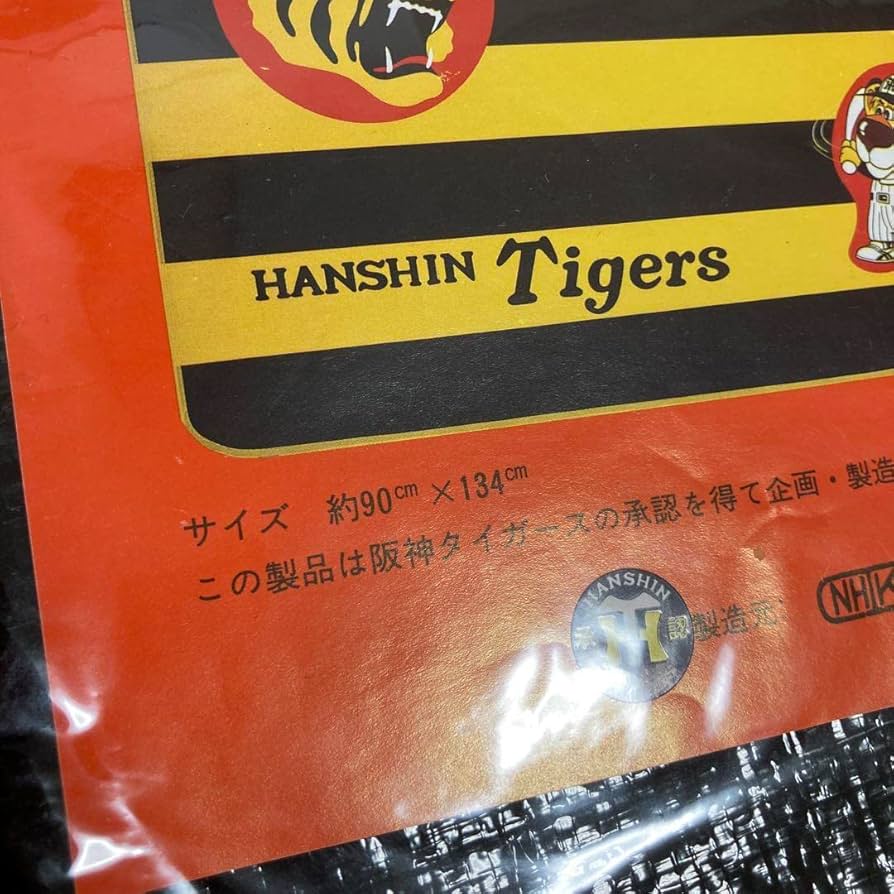 HANSHIN Tigers
サイズ 約90cm×134cm
この製品は阪神タイガースの承認を得て企画・製造
HANSHIN
TH
認
製造元
NHK